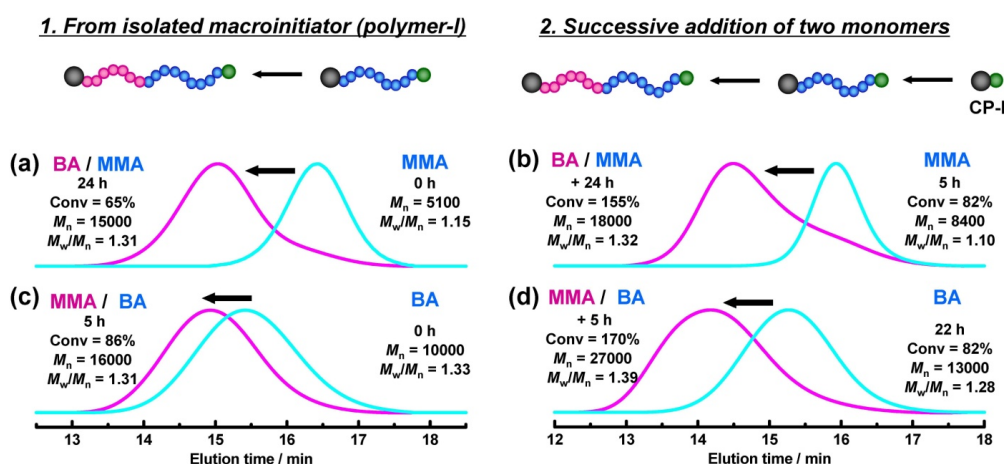 1. From isolated macroinitiator (polymer-I)
2. Successive addition of two monomers
CP-I
(a)
BA / MMA
24 h
Conv = 65%
Mn = 15000
Mw/Mn = 1.31
MMA
0 h
Mn = 5100
Mw/Mn = 1.15
(b)
BA / MMA
+ 24 h
Conv = 155%
Mn = 18000
Mw/Mn = 1.32
MMA
5 h
Conv = 82%
Mn = 8400
Mw/Mn = 1.10
(c)
MMA / BA
5 h
Conv = 86%
Mn = 16000
Mw/Mn = 1.31
BA
0 h
Mn = 10000
Mw/Mn = 1.33
(d)
MMA / BA
+ 5 h
Conv = 170%
Mn = 27000
Mw/Mn = 1.39
BA
22 h
Conv = 82%
Mn = 13000
Mw/Mn = 1.28
13 14 15 16 17 18
Elution time / min
12 13 14 15 16 17 18
Elution time / min